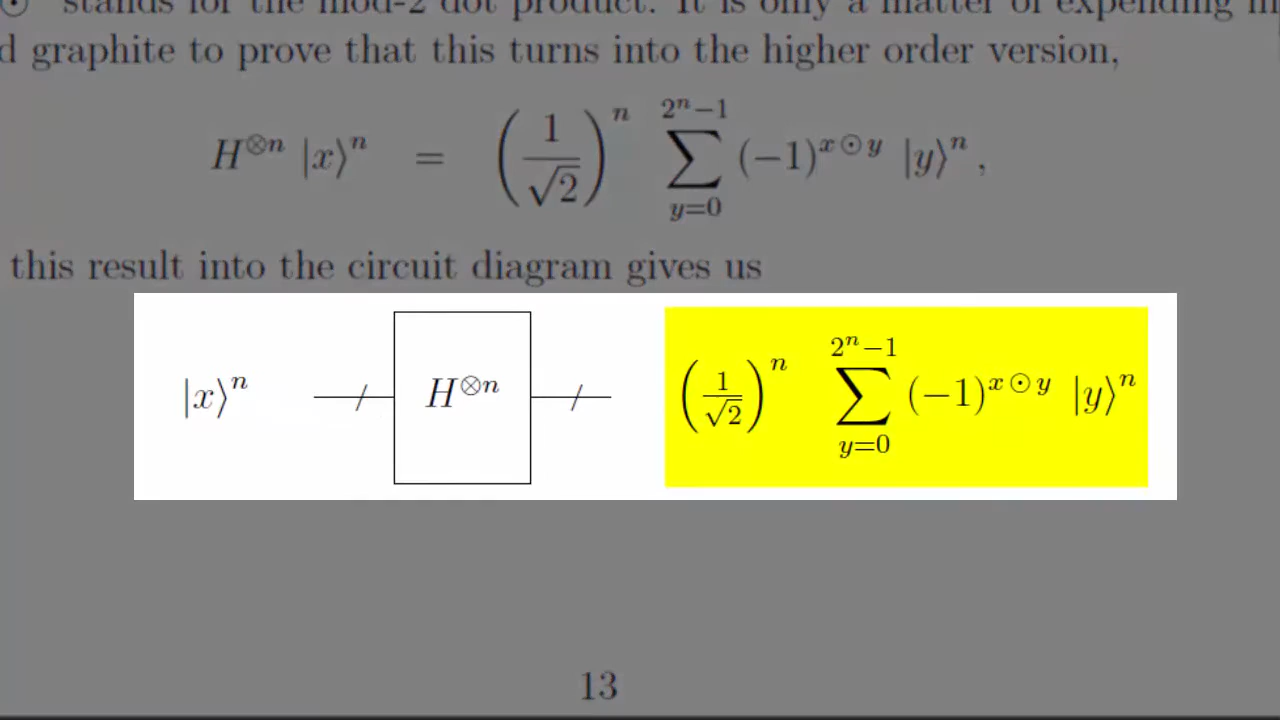 ⊙ stands for the mod-2 dot product. It is only a matter of expending
d graphite to prove that this turns into the higher order version,
H^{⊗n} |x⟩^n = (1/√2)^n ∑_{y=0}^{2^n−1} (−1)^{x⊙y} |y⟩^n ,
this result into the circuit diagram gives us
|x⟩^n H^{⊗n} (1/√2)^n ∑_{y=0}^{2^n−1} (−1)^{x⊙y} |y⟩^n
13